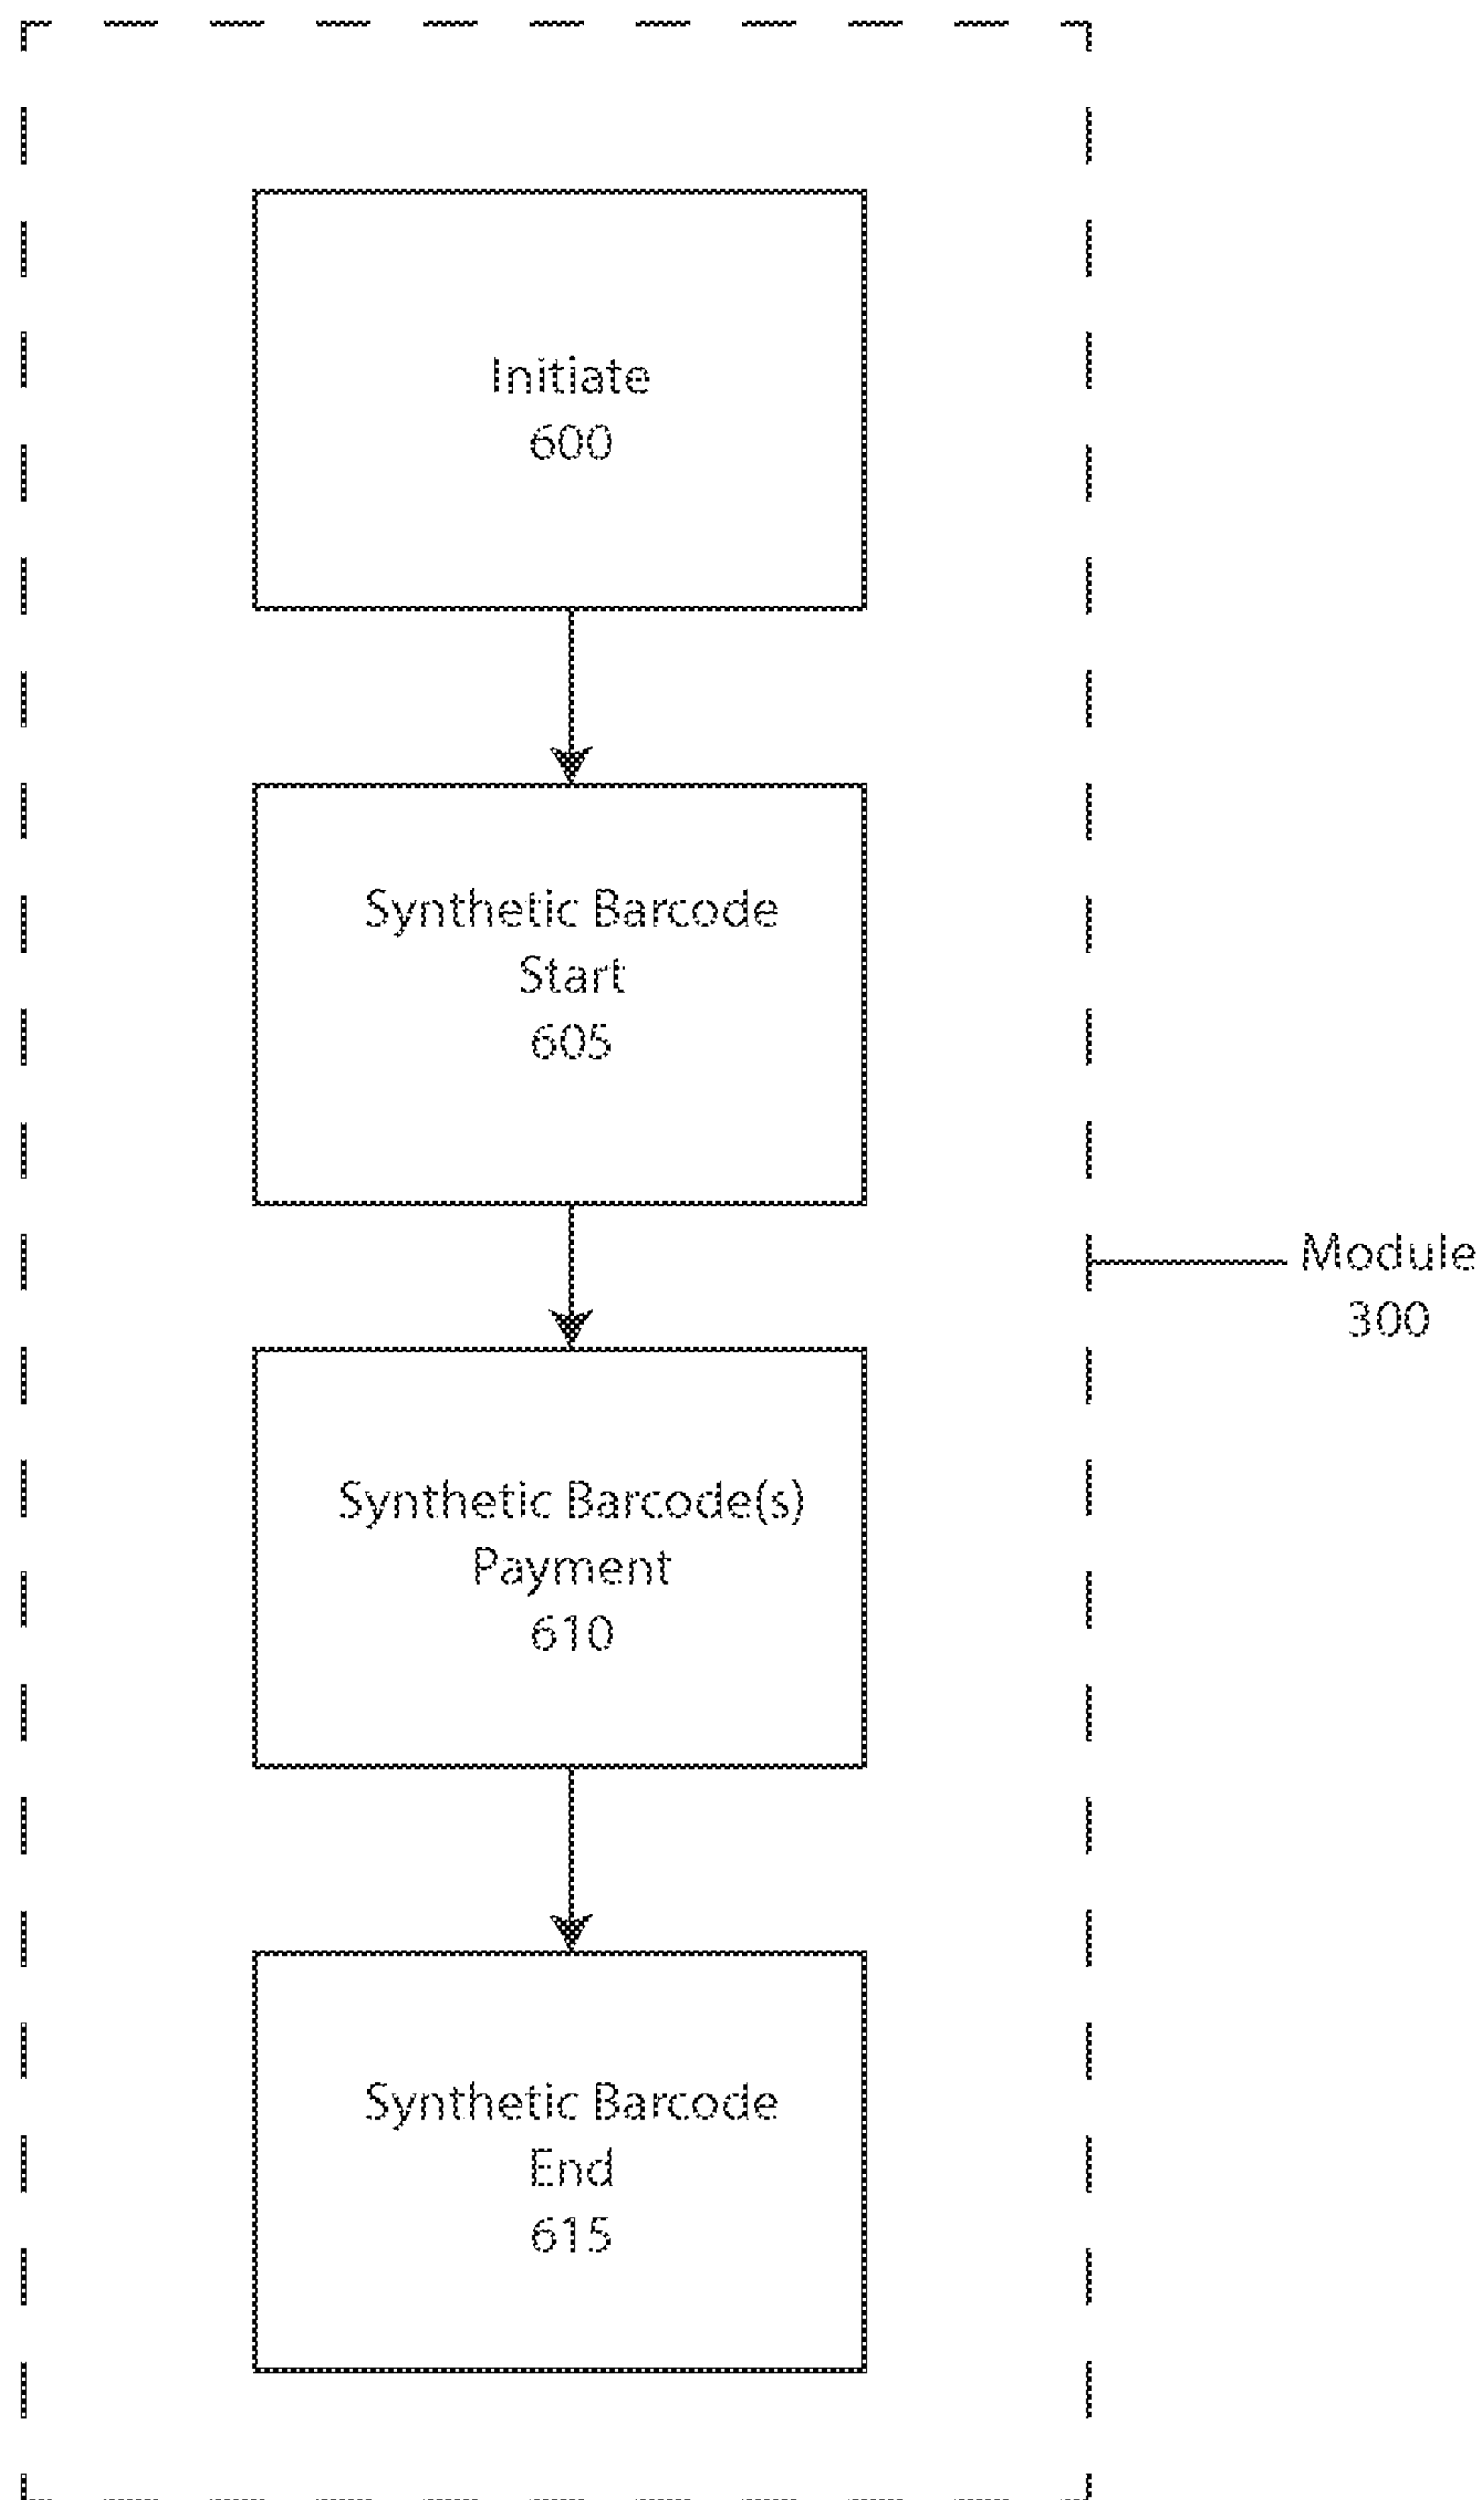 Initiate
600
Synthetic Barcode
Start
605
Module
300
Synthetic Barcode(s)
Payment
610
Synthetic Barcode
End
615